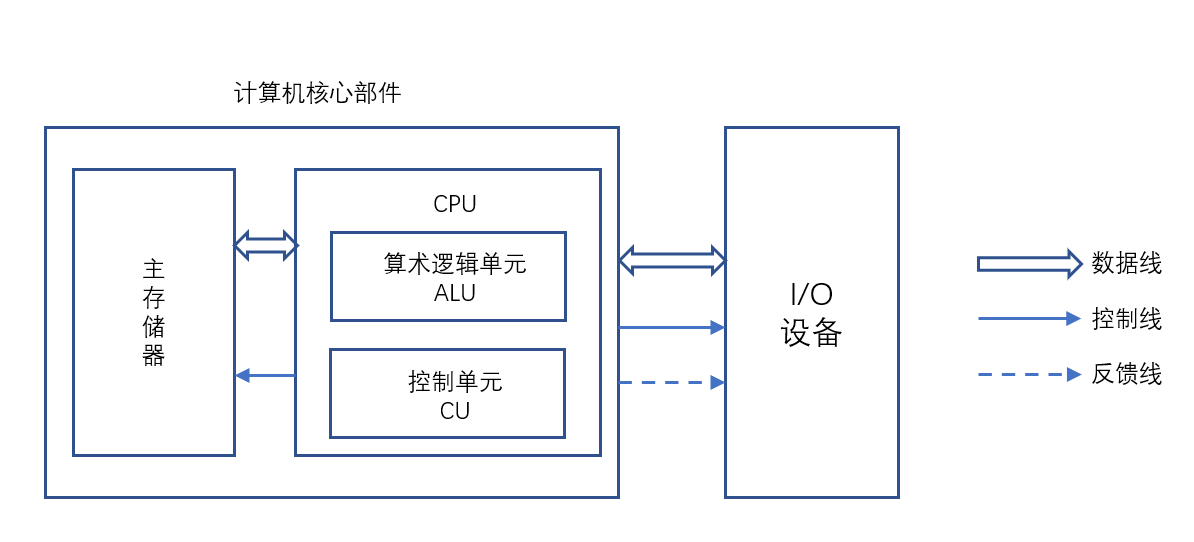 计算机核心部件
主
存
储
器
CPU
算术逻辑单元
ALU
控制单元
CU
I/O
设备
数据线
控制线
反馈线